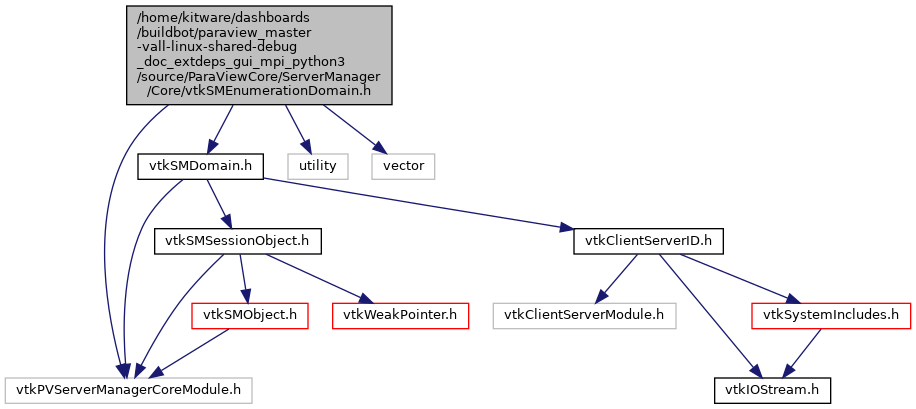 /home/kitware/dashboards
/buildbot/paraview_master
-vall-linux-shared-debug
_doc_extdeps_gui_mpi_python3
/source/ParaViewCore/ServerManager
/Core/vtkSMEnumerationDomain.h
vtkSMDomain.h
utility
vector
vtkSMSessionObject.h
vtkClientServerID.h
vtkSMObject.h
vtkWeakPointer.h
vtkClientServerModule.h
vtkSystemIncludes.h
vtkPVServerManagerCoreModule.h
vtkIOStream.h